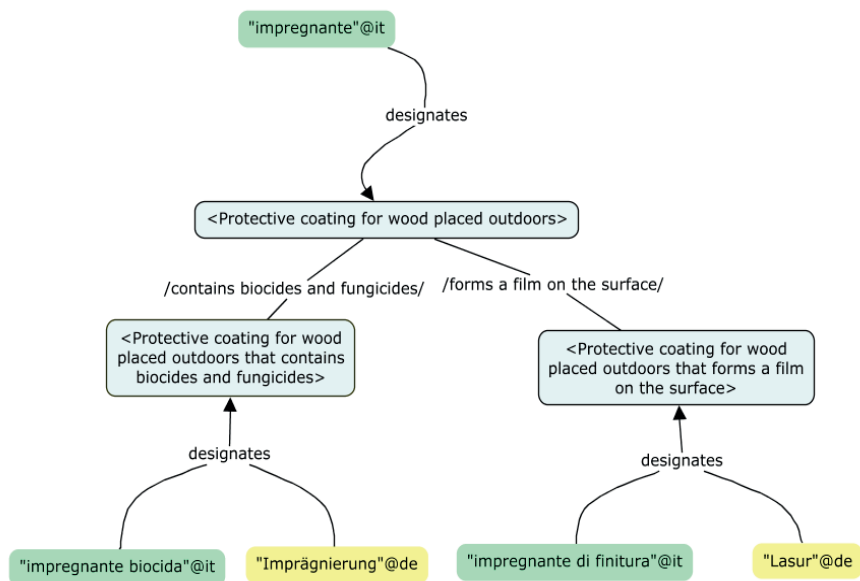 "impregnante"@it
designates
<Protective coating for wood placed outdoors>
/contains biocides and fungicides/
/forms a film on the surface/
<Protective coating for wood
placed outdoors that contains
biocides and fungicides>
<Protective coating for wood
placed outdoors that forms a film
on the surface>
designates
designates
"impregnante biocida"@it
"Imprägnierung"@de
"impregnante di finitura"@it
"Lasur"@de